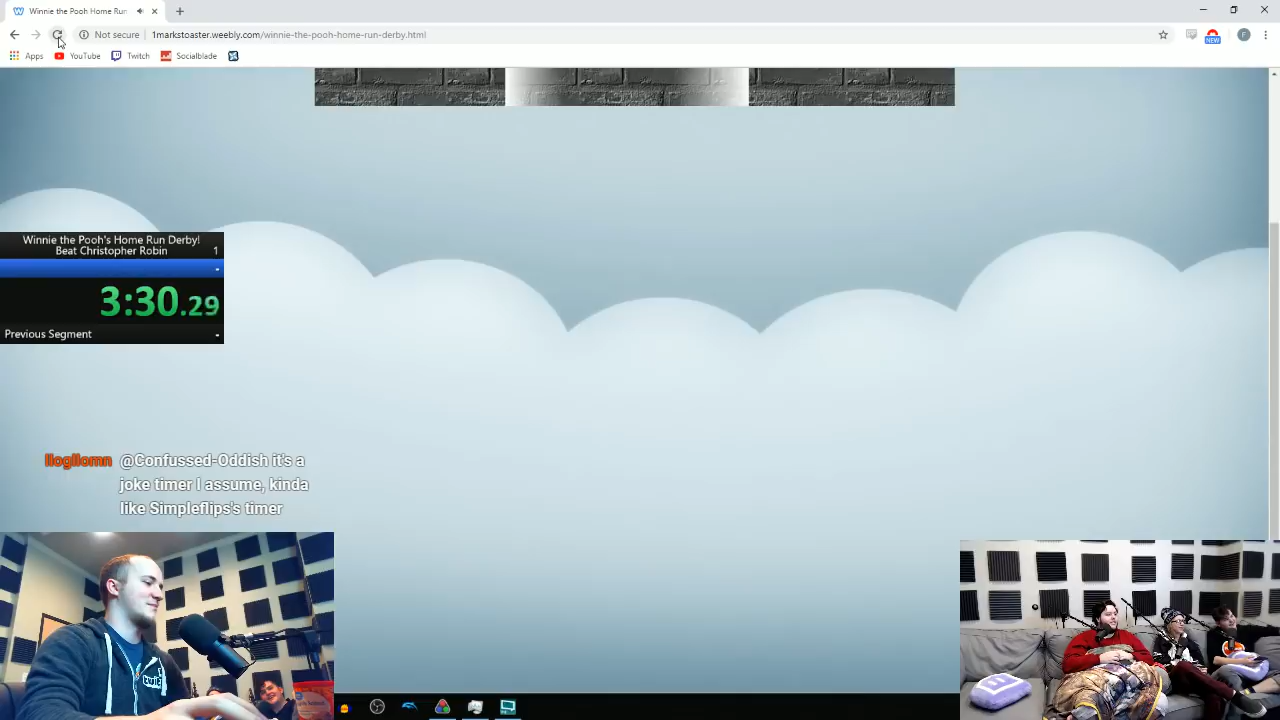 Winnie the Pooh Home Run
Not secure
1markstoaster.weebly.com/winnie-the-pooh-home-run-derby.html
NEW
F
Apps
YouTube
Twitch
Socialblade
Winnie the Pooh's Home Run Derby!
Beat Christopher Robin
1
-
3:30.29
Previous Segment
-
@Confussed-Oddish it's a
joke timer I assume, kinda
like Simpleflips's timer